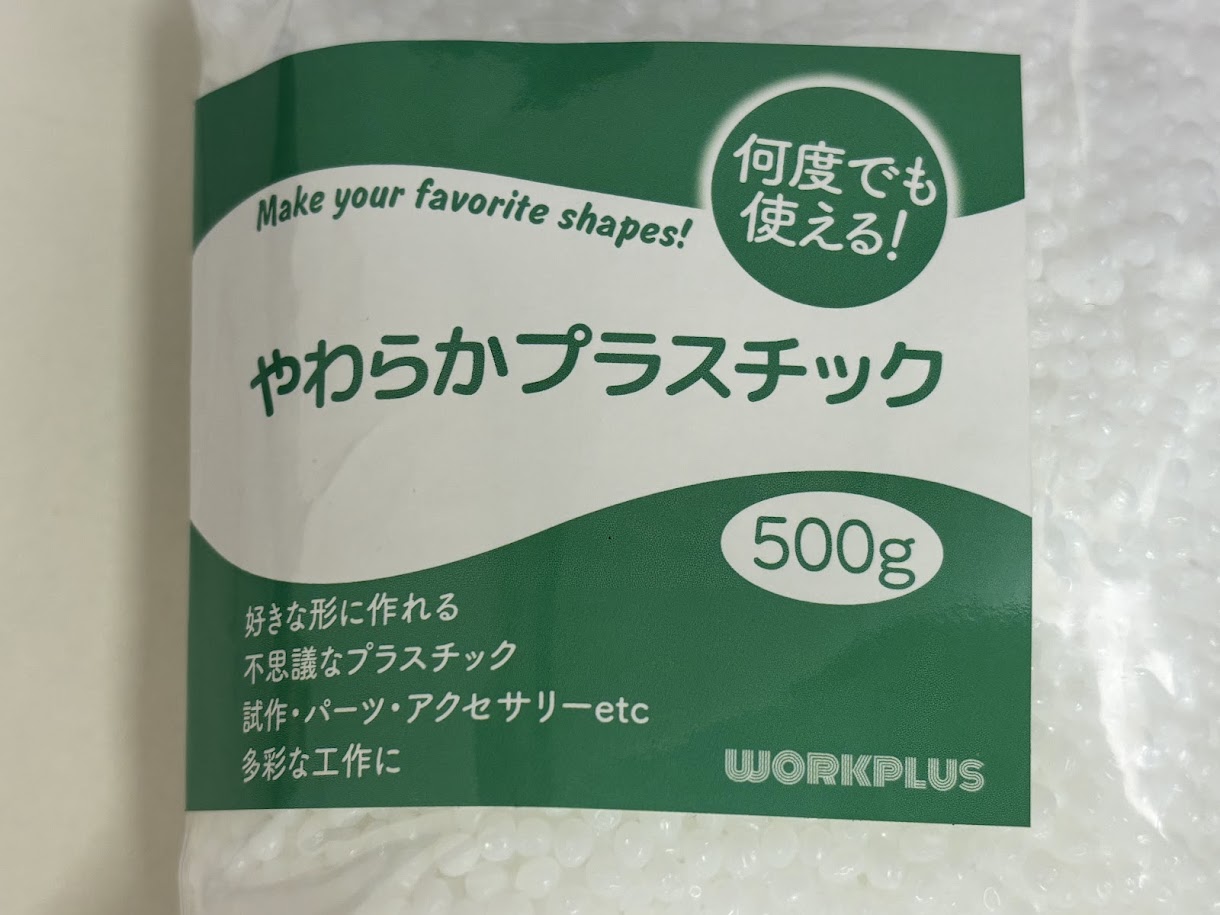 Make your favorite shapes!
何度でも
使える!
やわらかプラスチック
500g
好きな形に作れる
不思議なプラスチック
試作・パーツ・アクセサリーetc
多彩な工作に
WORKPLUS